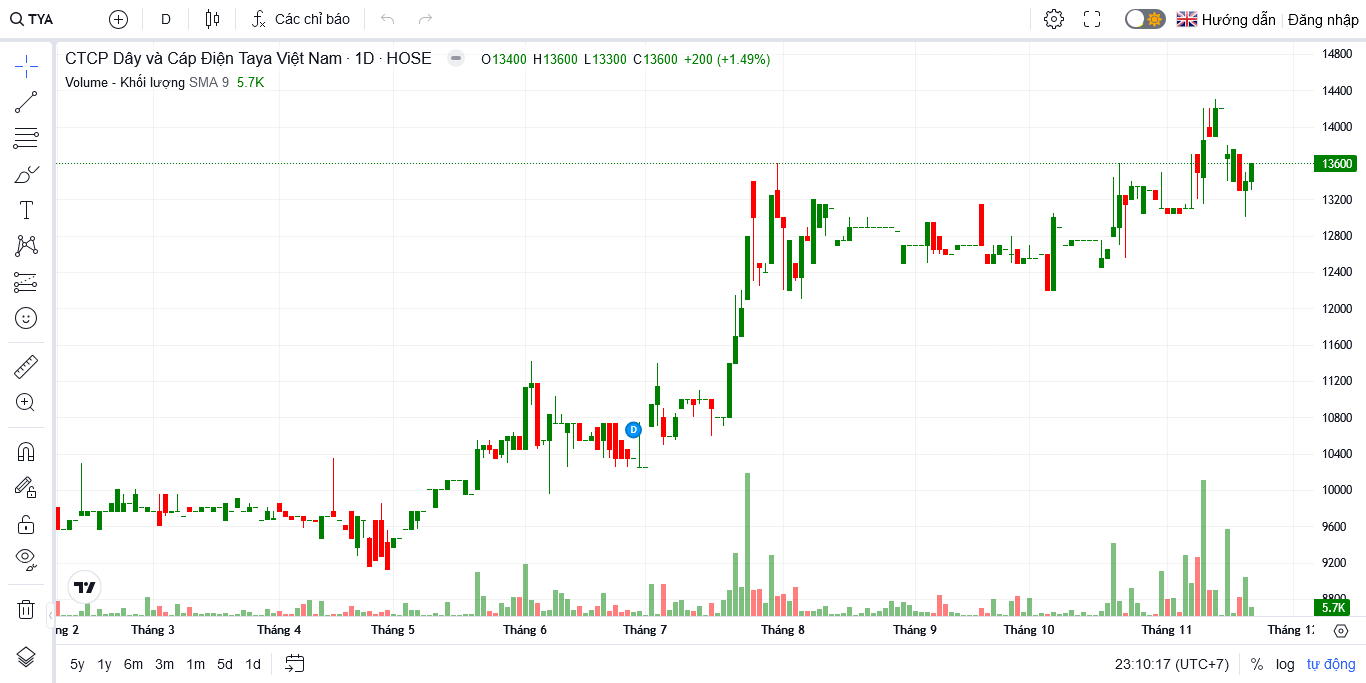 TYA D Các chỉ báo Hướng dẫn Đăng nhập
CTCP Dây và Cáp Điện Taya Việt Nam · 1D · HOSE O13400 H13600 L13300 C13600 +200 (+1.49%)
Volume - Khối lượng SMA 9 5.7K
14800
14400
14000
13600
13200
12800
12400
12000
11600
11200
10800
D
10400
10000
9600
9200
8800
5.7K
ng 2 Tháng 3 Tháng 4 Tháng 5 Tháng 6 Tháng 7 Tháng 8 Tháng 9 Tháng 10 Tháng 11 Tháng 1
5y 1y 6m 3m 1m 5d 1d 23:10:17 (UTC+7) % log tự động